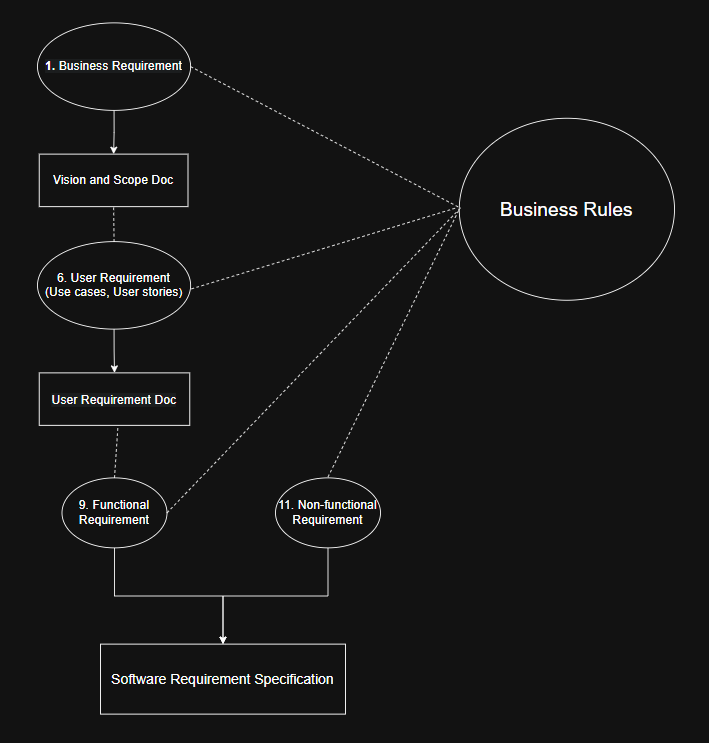 1. Business Requirement
Vision and Scope Doc
Business Rules
6. User Requirement
(Use cases, User stories)
User Requirement Doc
9. Functional
Requirement
11. Non-functional
Requirement
Software Requirement Specification